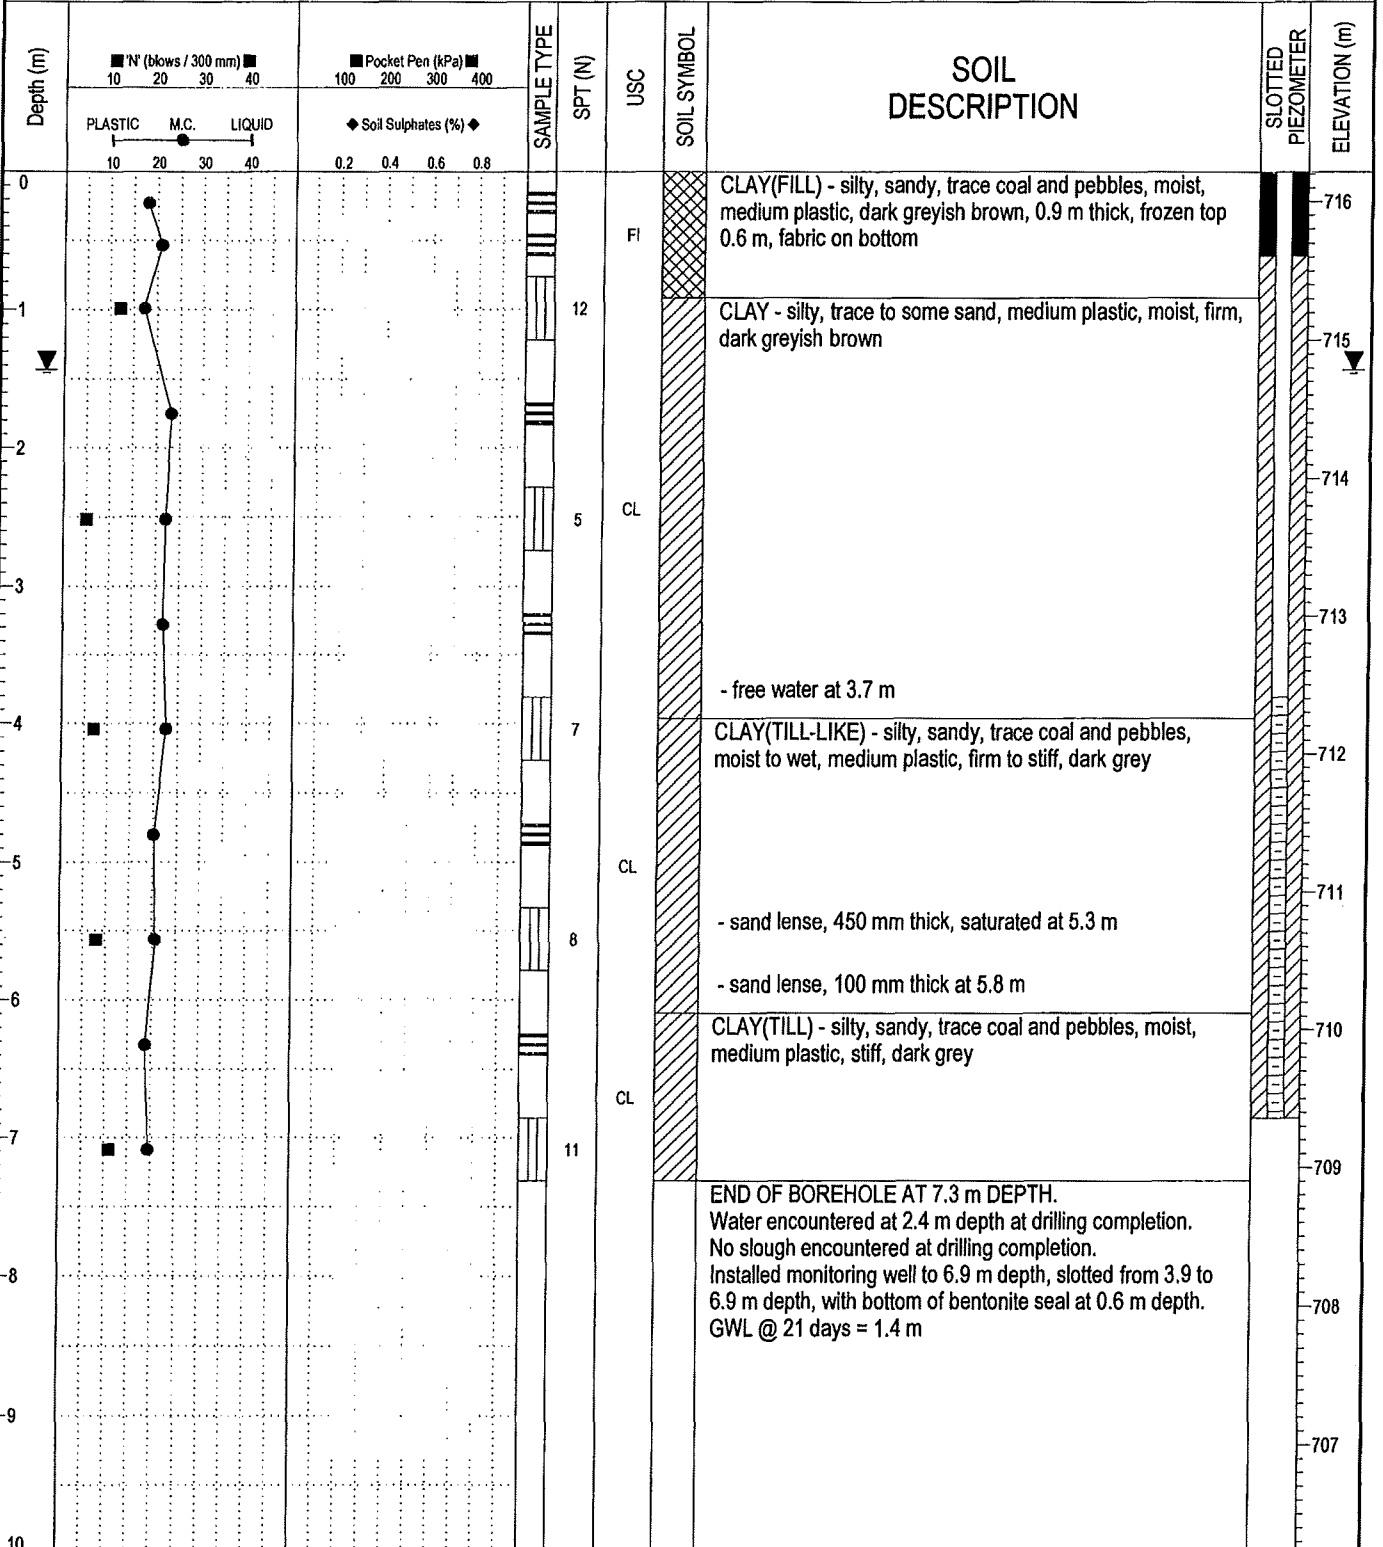 Depth (m)
'N' (blows / 300 mm)
10 20 30 40
PLASTIC M.C. LIQUID
10 20 30 40
Pocket Pen (kPa)
100 200 300 400
Soil Sulphates (%)
0.2 0.4 0.6 0.8
SAMPLE TYPE
SPT (N)
USC
SOIL SYMBOL
SOIL
DESCRIPTION
SLOTTED
PIEZOMETER
ELEVATION (m)
0
CLAY(FILL) - silty, sandy, trace coal and pebbles, moist,
medium plastic, dark greyish brown, 0.9 m thick, frozen top
0.6 m, fabric on bottom
FI
716
1
12
CLAY - silty, trace to some sand, medium plastic, moist, firm,
dark greyish brown
715
2
714
5
CL
3
713
- free water at 3.7 m
4
7
CLAY(TILL-LIKE) - silty, sandy, trace coal and pebbles,
moist to wet, medium plastic, firm to stiff, dark grey
712
5
CL
711
- sand lense, 450 mm thick, saturated at 5.3 m
8
- sand lense, 100 mm thick at 5.8 m
6
CLAY(TILL) - silty, sandy, trace coal and pebbles, moist,
medium plastic, stiff, dark grey
710
CL
7
11
709
END OF BOREHOLE AT 7.3 m DEPTH.
Water encountered at 2.4 m depth at drilling completion.
No slough encountered at drilling completion.
Installed monitoring well to 6.9 m depth, slotted from 3.9 to
6.9 m depth, with bottom of bentonite seal at 0.6 m depth.
GWL @ 21 days = 1.4 m
8
708
9
707
10